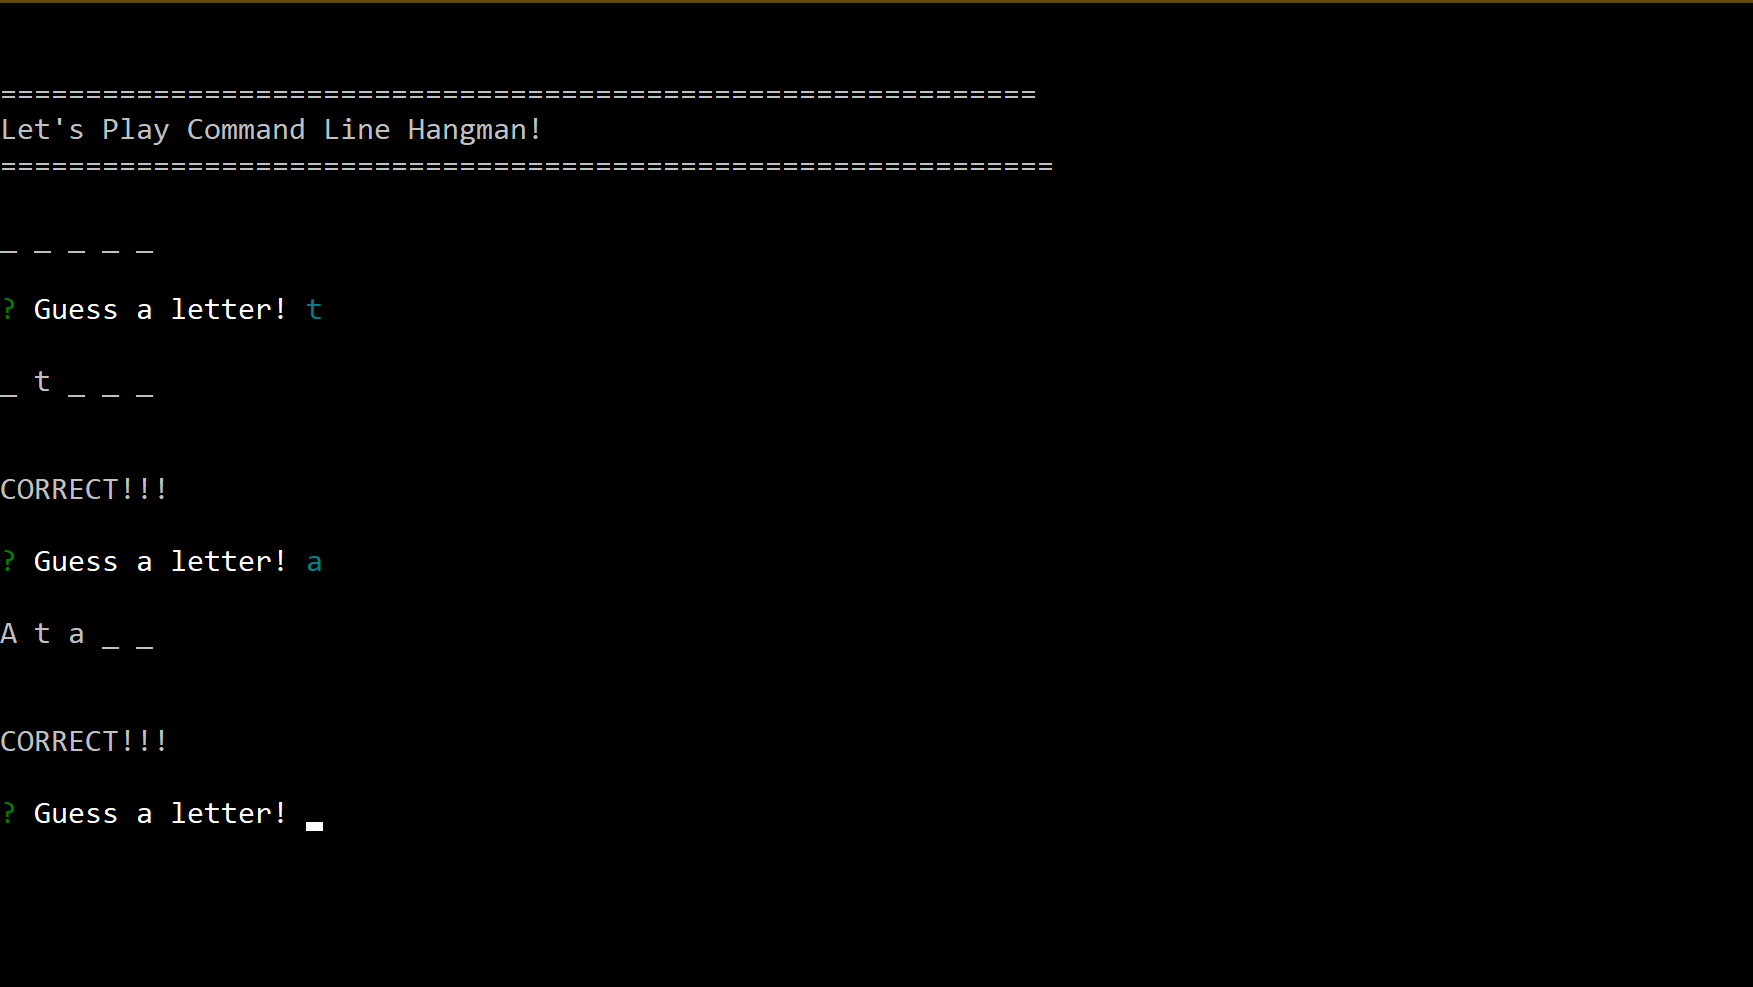 =============================================================
Let's Play Command Line Hangman!
==============================================================
_ _ _ _ _
? Guess a letter! t
_ t _ _ _
CORRECT!!!
? Guess a letter! a
A t a _ _
CORRECT!!!
? Guess a letter!